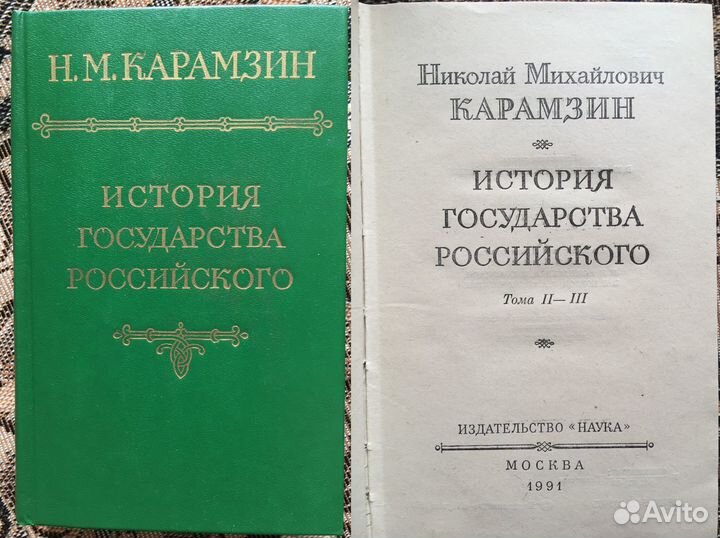 Н. М. КАРАМЗИН
ИСТОРИЯ
ГОСУДАРСТВА
РОССИЙСКОГО
Николай Михайлович
КАРАМЗИН
ИСТОРИЯ
ГОСУДАРСТВА
РОССИЙСКОГО
Тома II—III
ИЗДАТЕЛЬСТВО «НАУКА»
МОСКВА
1991
Avito